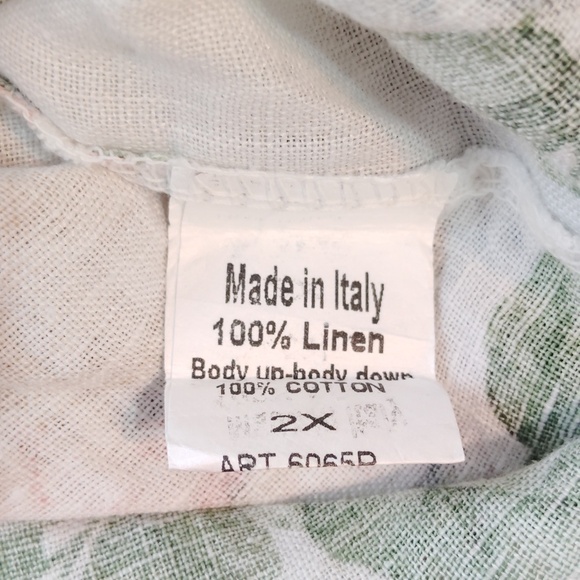 Made in Italy
100% Linen
Body up-body down
100% COTTON
2X
ART 6065P